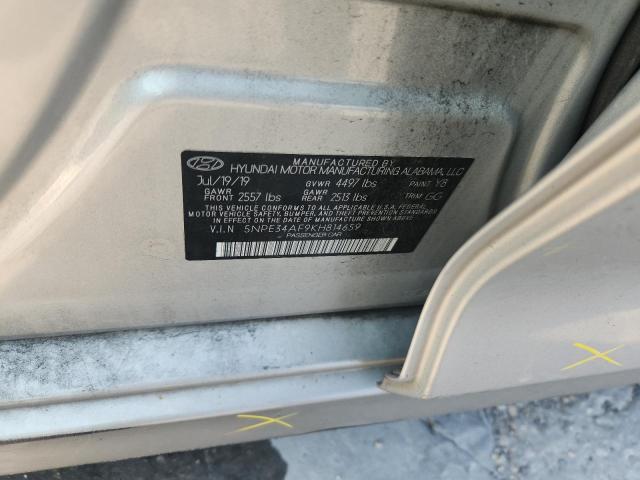 MANUFACTURED BY
HYUNDAI MOTOR MANUFACTURING ALABAMA, LLC
Jul/19/19 GVWR 4497 lbs PAINT Y8
GAWR FRONT 2557 lbs GAWR REAR 2513 lbs TRIM GG
THIS VEHICLE CONFORMS TO ALL APPLICABLE U.S.A. FEDERAL
MOTOR VEHICLE SAFETY, BUMPER, AND THEFT PREVENTION STANDARDS
IN EFFECT ON THE DATE OF MANUFACTURE SHOWN ABOVE.
V.I.N 5NPE34AF9KH814659
PASSENGER CAR